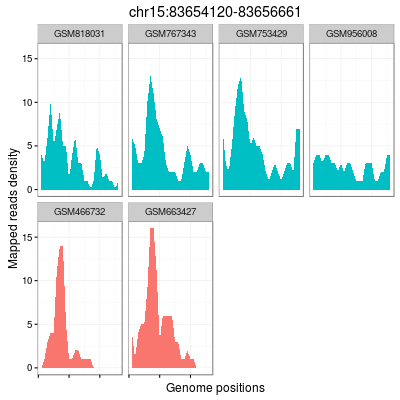 chr15:83654120-83656661
GSM818031 GSM767343 GSM753429 GSM956008
15
10
5
0
Mapped reads density
GSM466732 GSM663427
15
10
5
0
Genome positions